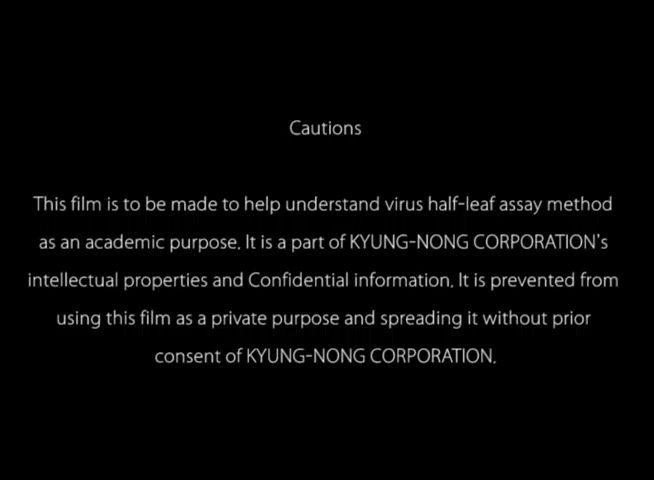 Cautions
This film is to be made to help understand virus half-leaf assay method
as an academic purpose. It is a part of KYUNG-NONG CORPORATION's
intellectual properties and Confidential information. It is prevented from
using this film as a private purpose and spreading it without prior
consent of KYUNG-NONG CORPORATION.